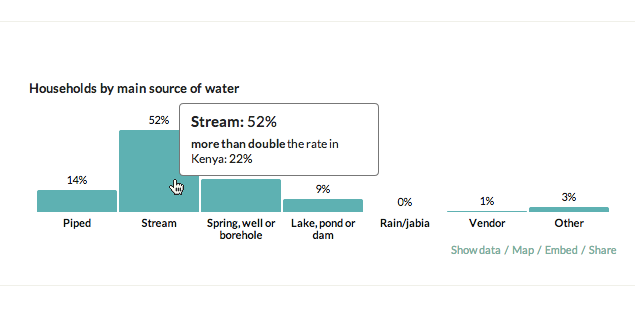 Households by main source of water
52%
Stream: 52%
more than double the rate in
Kenya: 22%
14%
9%
0%
1%
3%
Piped
Stream
Spring, well or
borehole
Lake, pond or
dam
Rain/jabia
Vendor
Other
Show data / Map / Embed / Share